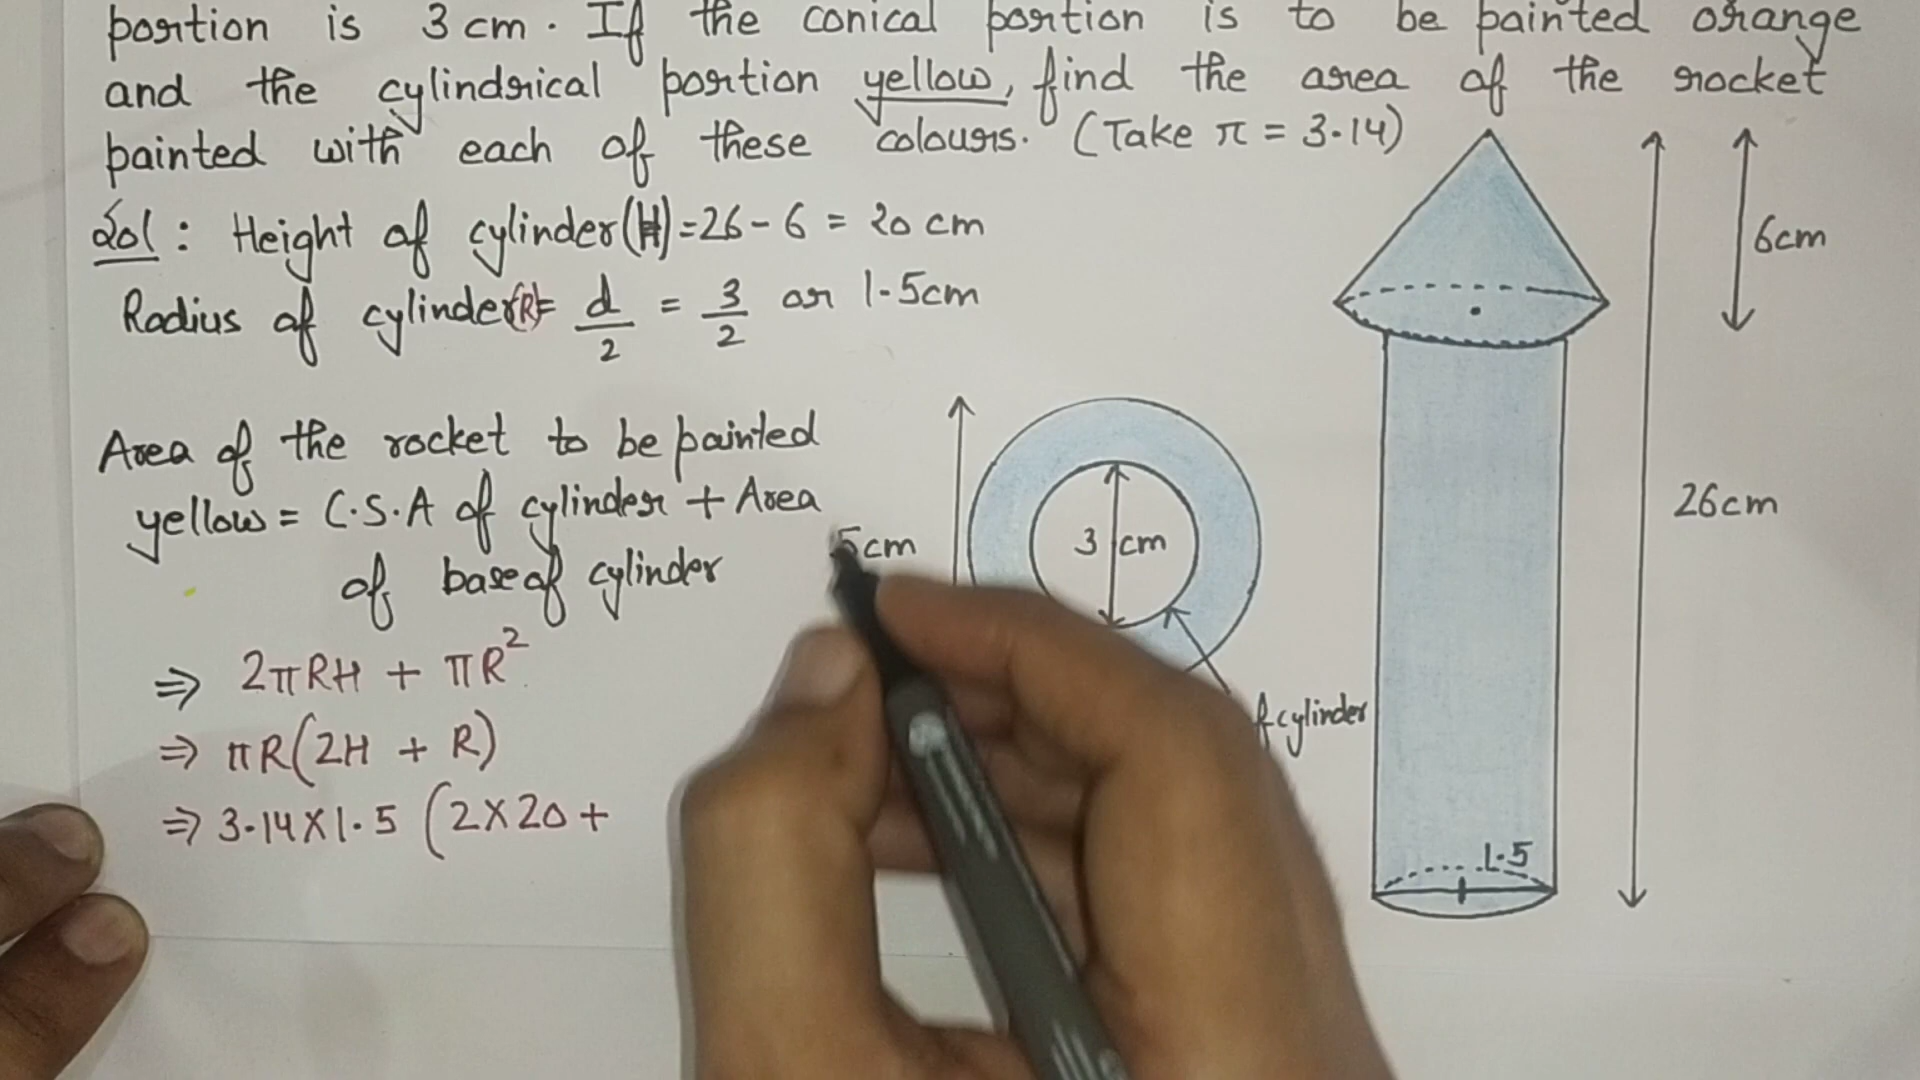 portion is 3 cm. If the conical portion is to be painted orange
and the cylindrical portion yellow, find the area of the rocket
painted with each of these colours. (Take π = 3.14)
Sol : Height of cylinder (H) = 26 - 6 = 20 cm
Radius of cylinder (R) = d/2 = 3/2 or 1.5cm
Area of the rocket to be painted
yellow = C.S.A of cylinder + Area
of base of cylinder
⇒ 2πRH + πR²
⇒ πR(2H + R)
⇒ 3.14×1.5 (2×20+
5cm
3 cm
of cylinder
6cm
26cm
1.5